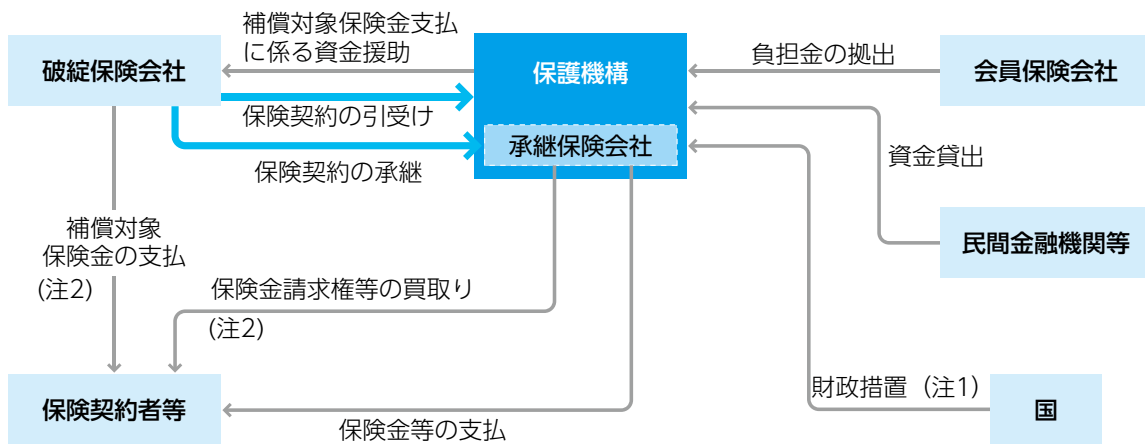 補償対象保険金支払
に係る資金援助
破綻保険会社
保護機構
負担金の拠出
会員保険会社
保険契約の引受け
承継保険会社
保険契約の承継
資金貸出
補償対象
保険金の支払
(注2)
民間金融機関等
保険金請求権等の買取り
(注2)
財政措置（注1）
国
保険契約者等
保険金等の支払